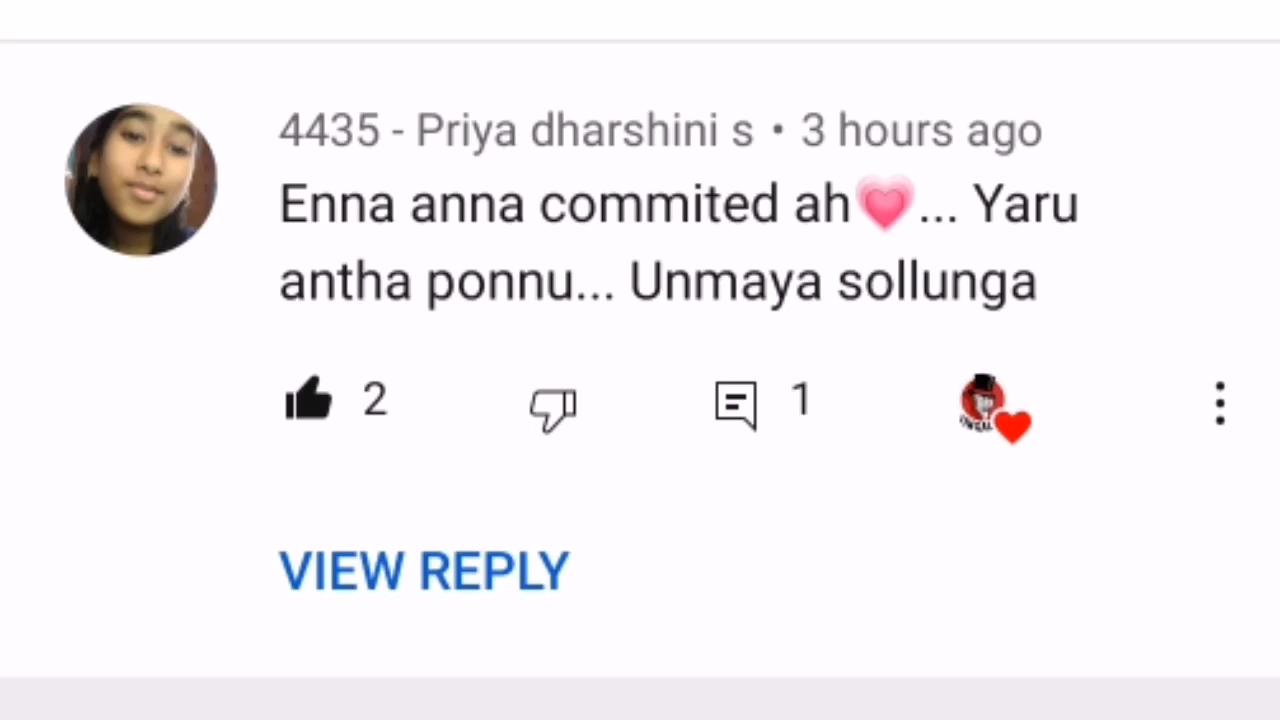 4435 - Priya dharshini s • 3 hours ago
Enna anna commited ah💗... Yaru
antha ponnu... Unmaya sollunga
2
1
VIEW REPLY